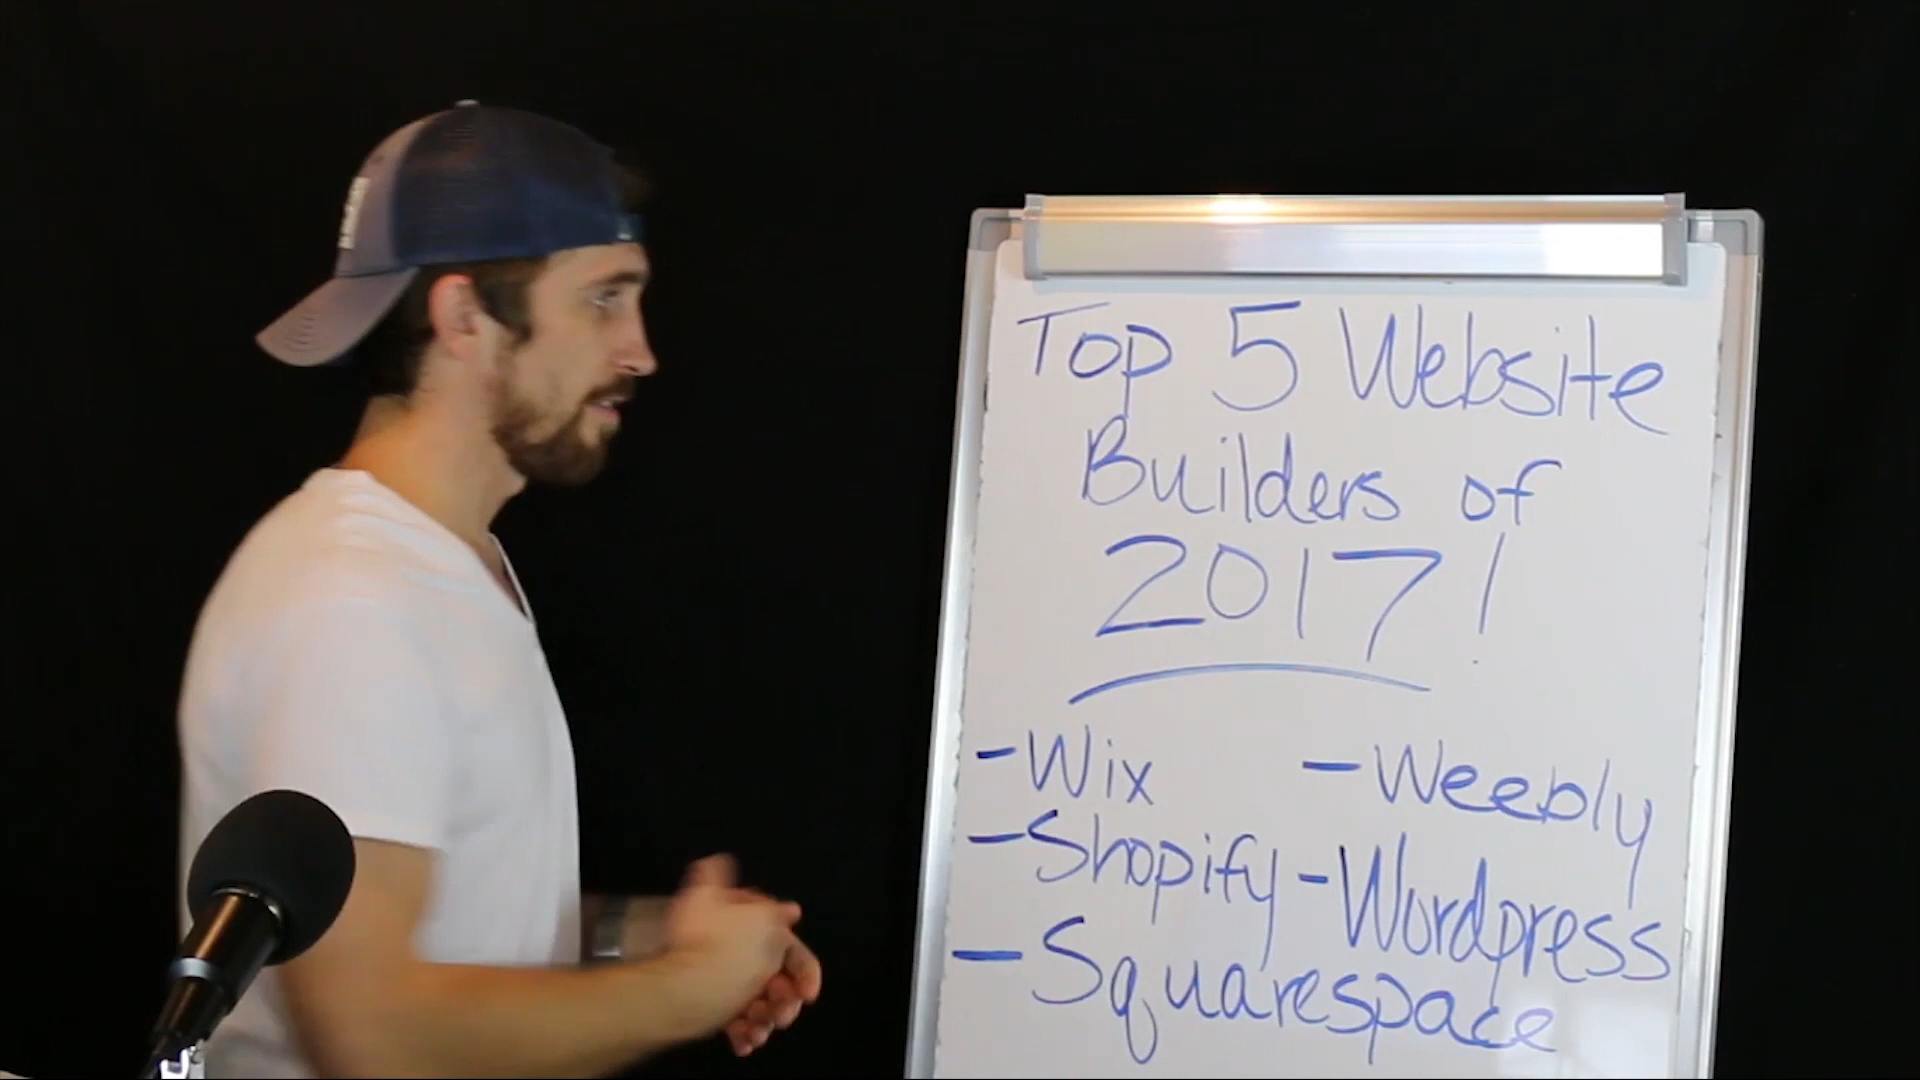 Top 5 Website
Builders of
2017!
-Wix -Weebly
-Shopify -Wordpress
-Squarespace